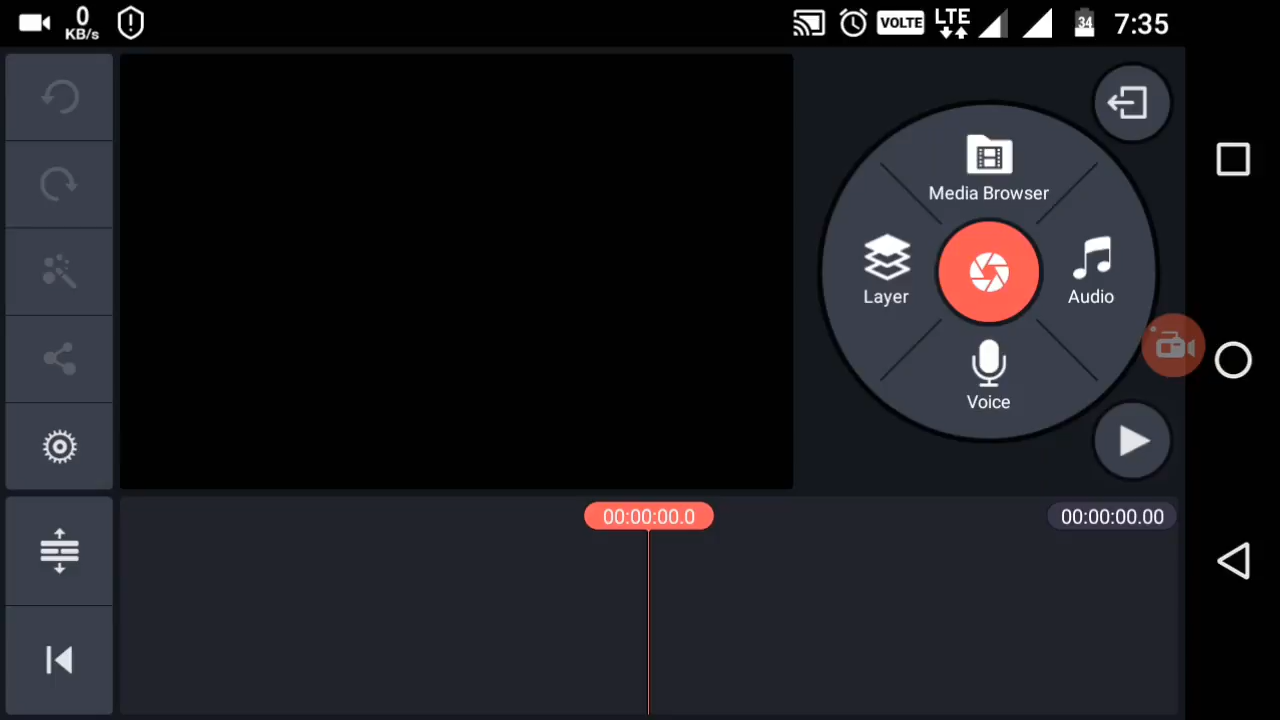 0
KB/s
VOLTE
LTE
34
7:35
Media Browser
Layer
Audio
Voice
00:00:00.0
00:00:00.00